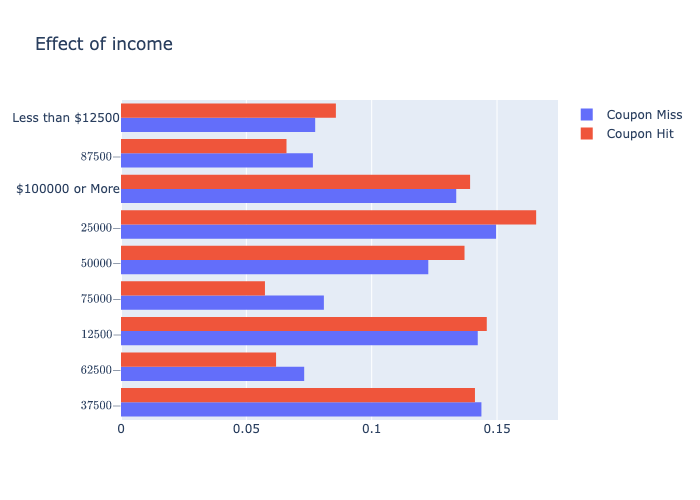 Effect of income
Coupon Miss
Coupon Hit
Less than $12500
87500–
$100000 or More
25000–
50000–
75000–
12500–
62500–
37500–
0 0.05 0.1 0.15